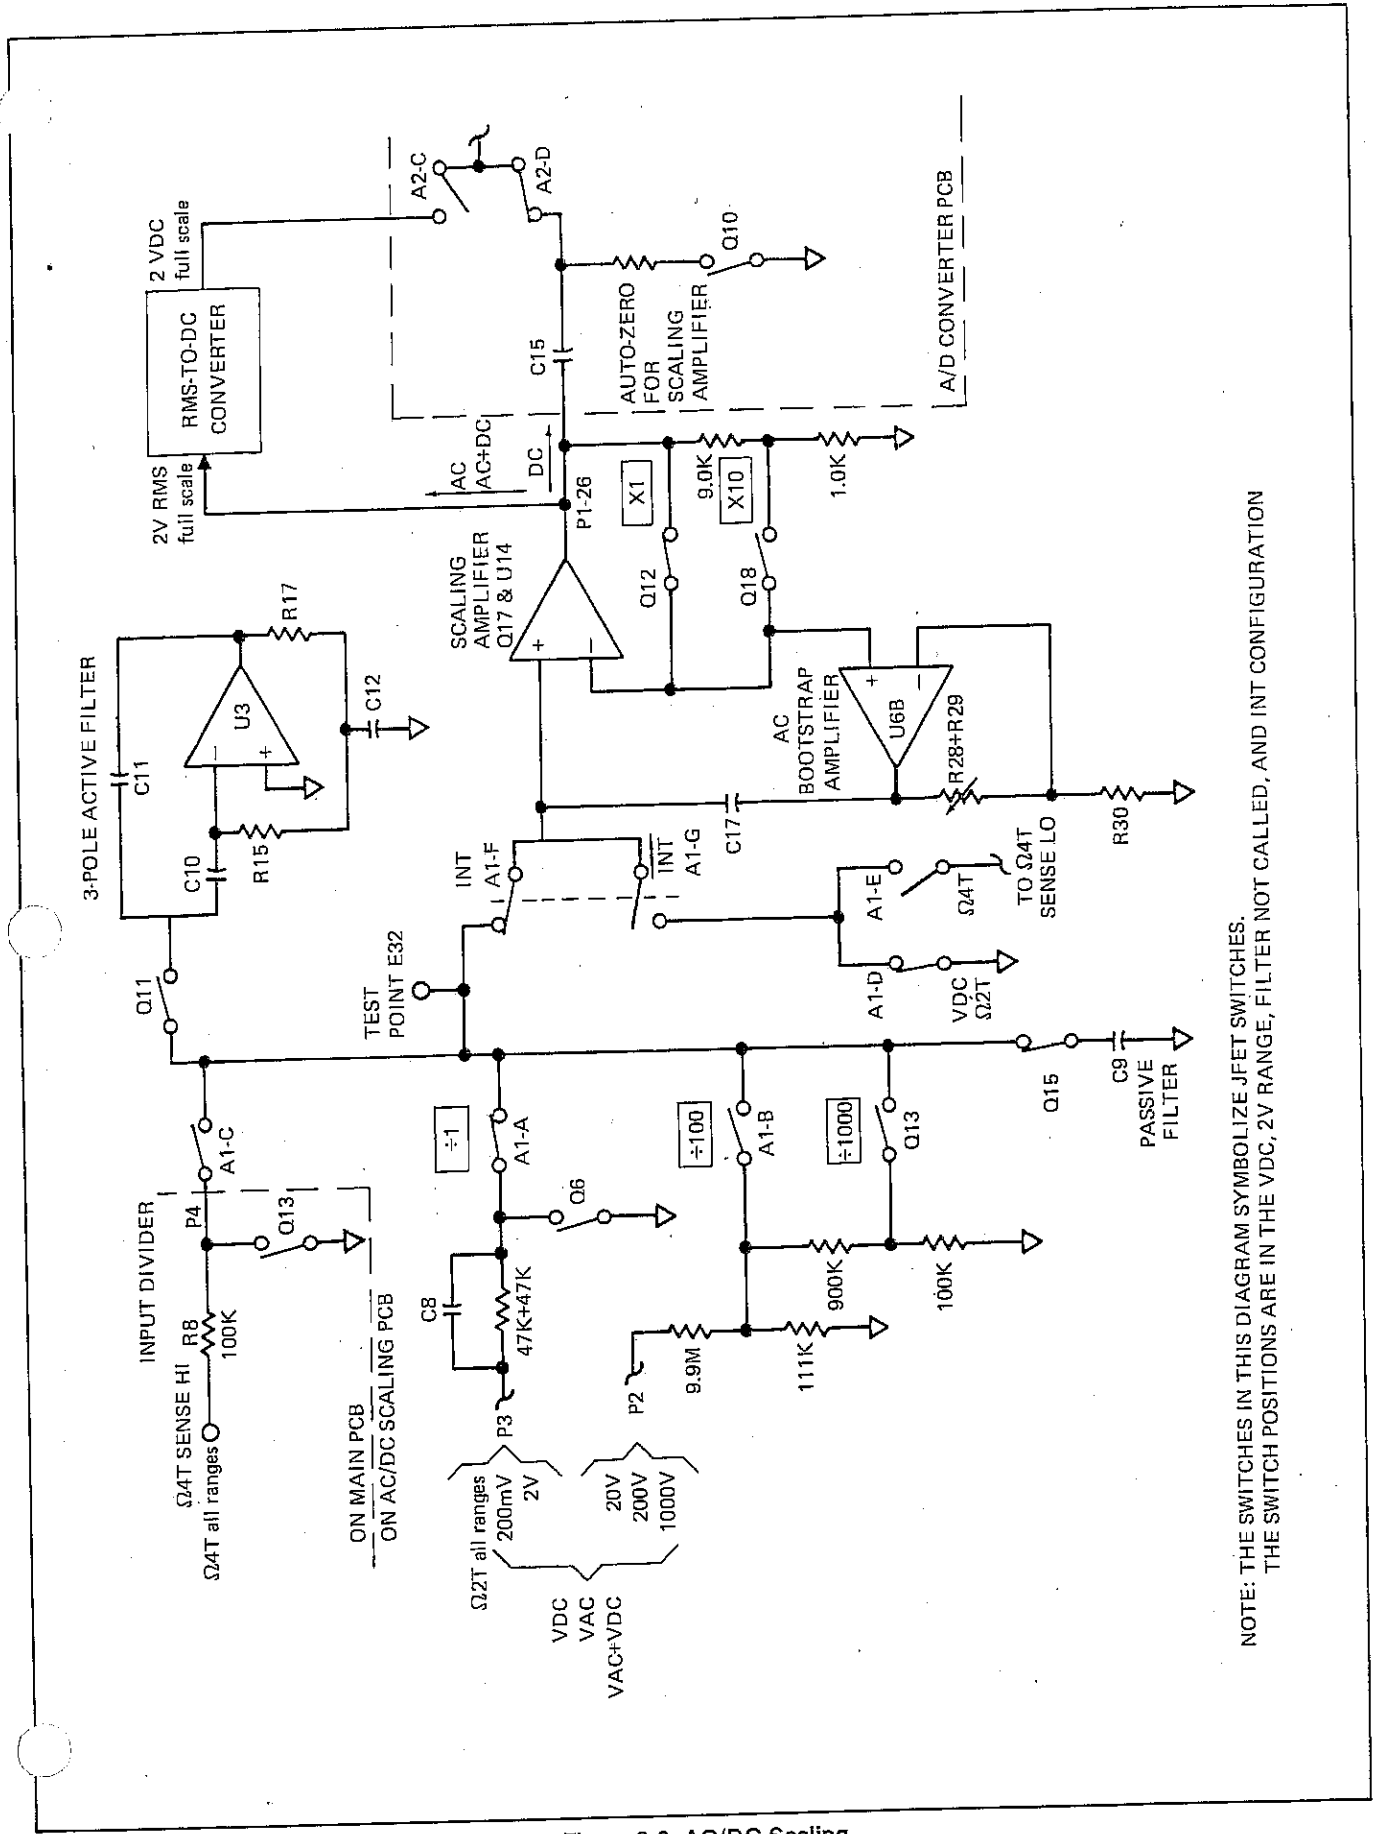 INPUT DIVIDER
Ω4T SENSE HI
Ω4T all ranges
R8
100K
P4
Q13
A1-C
ON MAIN PCB
ON AC/DC SCALING PCB
Q11
3-POLE ACTIVE FILTER
C10
C11
R15
U3
−
+
C12
R17
2V RMS
full scale
RMS-TO-DC
CONVERTER
2 VDC
full scale
A2-C
A2-D
TEST
POINT E32
INT
A1-F
INT
A1-G
SCALING
AMPLIFIER
Q17 & U14
+
−
AC
AC+DC
DC
P1-26
C15
AUTO-ZERO
FOR
SCALING
AMPLIFIER
Q10
A/D CONVERTER PCB
Ω2T all ranges
200mV
2V
P3
C8
47K+47K
Q6
÷1
A1-A
VDC
VAC
VAC+VDC
20V
200V
1000V
P2
9.9M
111K
900K
100K
÷100
A1-B
÷1000
Q13
Q15
C9
PASSIVE
FILTER
A1-D
VDC
Ω2T
A1-E
Ω4T
TO Ω4T
SENSE LO
C17
AC
BOOTSTRAP
AMPLIFIER
U6B
+
−
R28+R29
R30
Q12
X1
Q18
X10
9.0K
1.0K
NOTE: THE SWITCHES IN THIS DIAGRAM SYMBOLIZE JFET SWITCHES.
THE SWITCH POSITIONS ARE IN THE VDC, 2V RANGE, FILTER NOT CALLED, AND INT CONFIGURATION